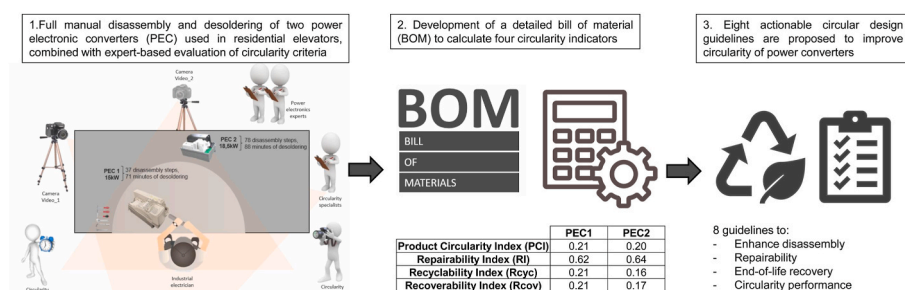 1.Full manual disassembly and desoldering of two power
electronic converters (PEC) used in residential elevators,
combined with expert-based evaluation of circularity criteria
2. Development of a detailed bill of material
(BOM) to calculate four circularity indicators
3. Eight actionable circular design
guidelines are proposed to improve
circularity of power converters
Camera
Video_2
Power
electronics
experts
PEC 2
18,5kW
78 disassembly steps,
88 minutes of desoldering
PEC 1
15kW
37 disassembly steps,
71 minutes of desoldering
Camera
Video_1
Circularity
specialists
Industrial
electrician
Circularity
Circularity
BOM
BILL
OF
MATERIALS
PEC1 PEC2
Product Circularity Index (PCI) 0.21 0.20
Repairability Index (RI) 0.62 0.64
Recyclability Index (Rcyc) 0.21 0.16
Recoverability Index (Rcov) 0.21 0.17
8 guidelines to:
- Enhance disassembly
- Repairability
- End-of-life recovery
- Circularity performance